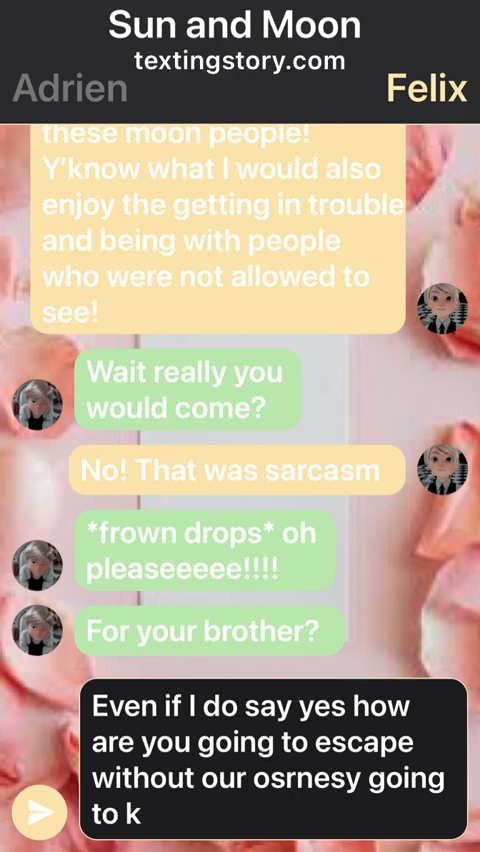 Sun and Moon
textingstory.com
Adrien Felix
these moon people!
Y’know what I would also
enjoy the getting in trouble
and being with people
who were not allowed to
see!
Wait really you
would come?
No! That was sarcasm
*frown drops* oh
pleaseeeee!!!!
For your brother?
Even if I do say yes how
are you going to escape
without our osrnesy going
to k